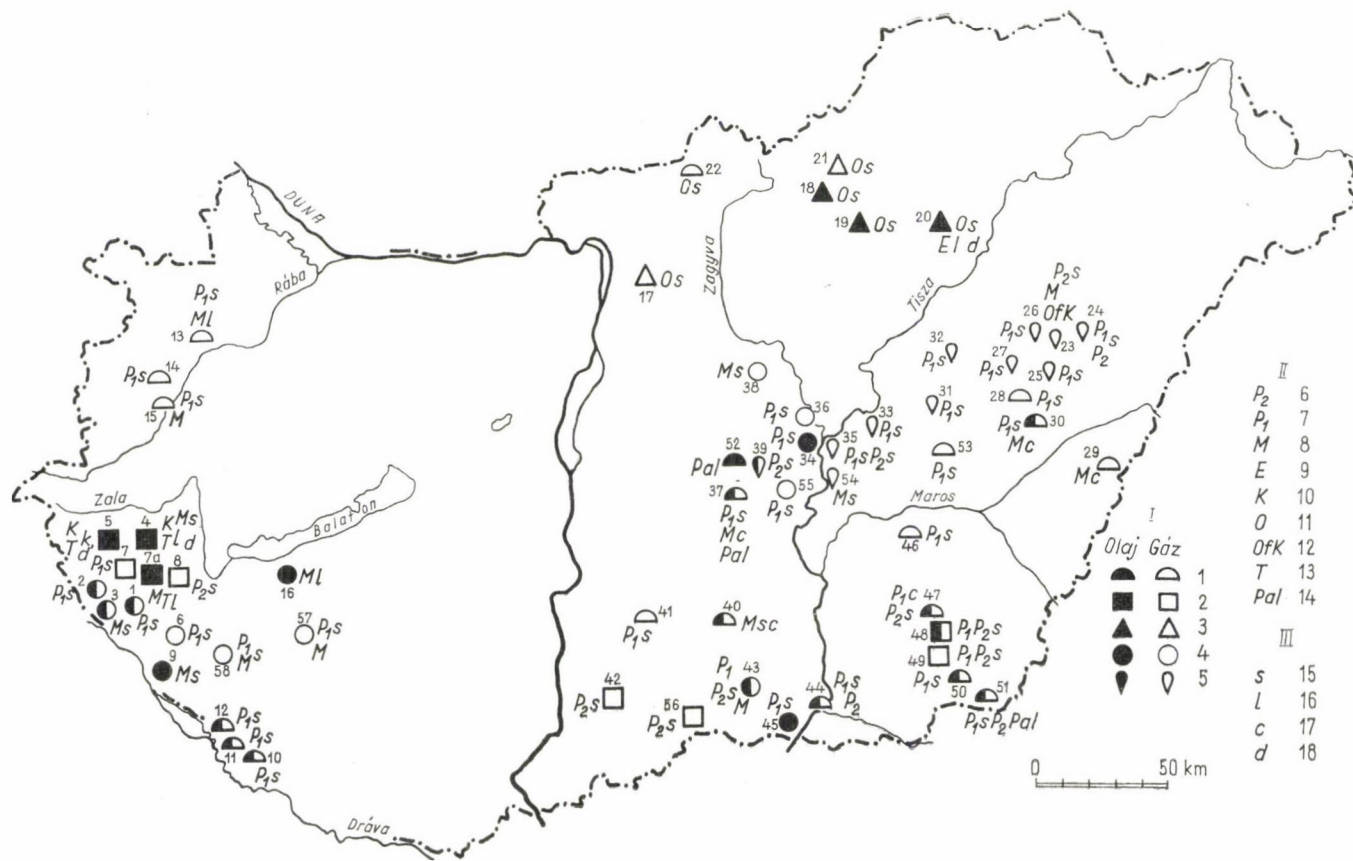 21 Os
22
Os
18 Os
19 Os
20 Os
El d
DUNA
Rába
Zagyva
Tisza
17 Os
P₁s
Ml
13
14
P₁s
15 P₁s
M
P₂s
M
OfK
26
P₁s
24
P₁s
P₂
23
27
P₁s
25
P₁s
32
P₁s
31
P₁s
28
P₁s
P₁s 30
Mc
Ms
38
36
P₁s
P₁s
34
33
P₁s
35
P₁s P₂s
52
Pal
39
P₂s
37
P₁s
Mc
Pal
55
P₁s
54
Ms
53
P₁s
29
Mc
Maros
46 P₁s
Zala
Balaton
5
K k,
T d
4
K Ms
T l d
7
P₁s
7a
M T l
8
P₂s
2
P₁s
3
Ms
1
P₁s
16 Ml
6
P₁s
9 Ms
58
P₁s
M
57
P₁s
M
12 P₁s
11 P₁s
10
P₁s
Dráva
41
P₁s
40 Msc
42
P₂s
56
P₂s
P₁ 43
P₂s
M
P₁s
45
44
P₁s
P₂
P₁c 47
P₂s
48 P₁P₂s
49 P₁P₂s
P₁s 50
51
P₁s P₂ Pal
0 50 km
I
Olaj Gáz
1
2
3
4
5
II
P₂ 6
P₁ 7
M 8
E 9
K 10
O 11
OfK 12
T 13
Pal 14
III
s 15
l 16
c 17
d 18